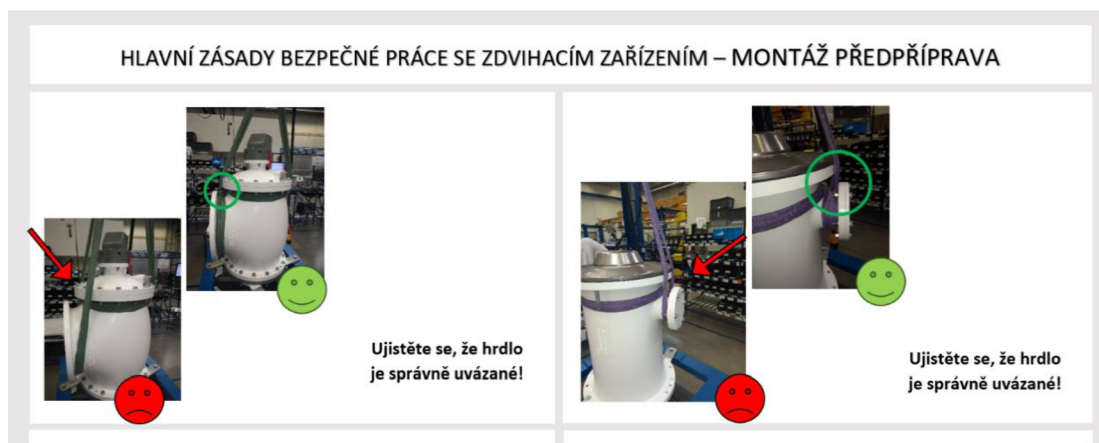 HLAVNÍ ZÁSADY BEZPEČNÉ PRÁCE SE ZDVIHACÍM ZAŘÍZENÍM – MONTÁŽ PŘEDPŘÍPRAVA
Ujistěte se, že hrdlo
je správně uvázané!
Ujistěte se, že hrdlo
je správně uvázané!